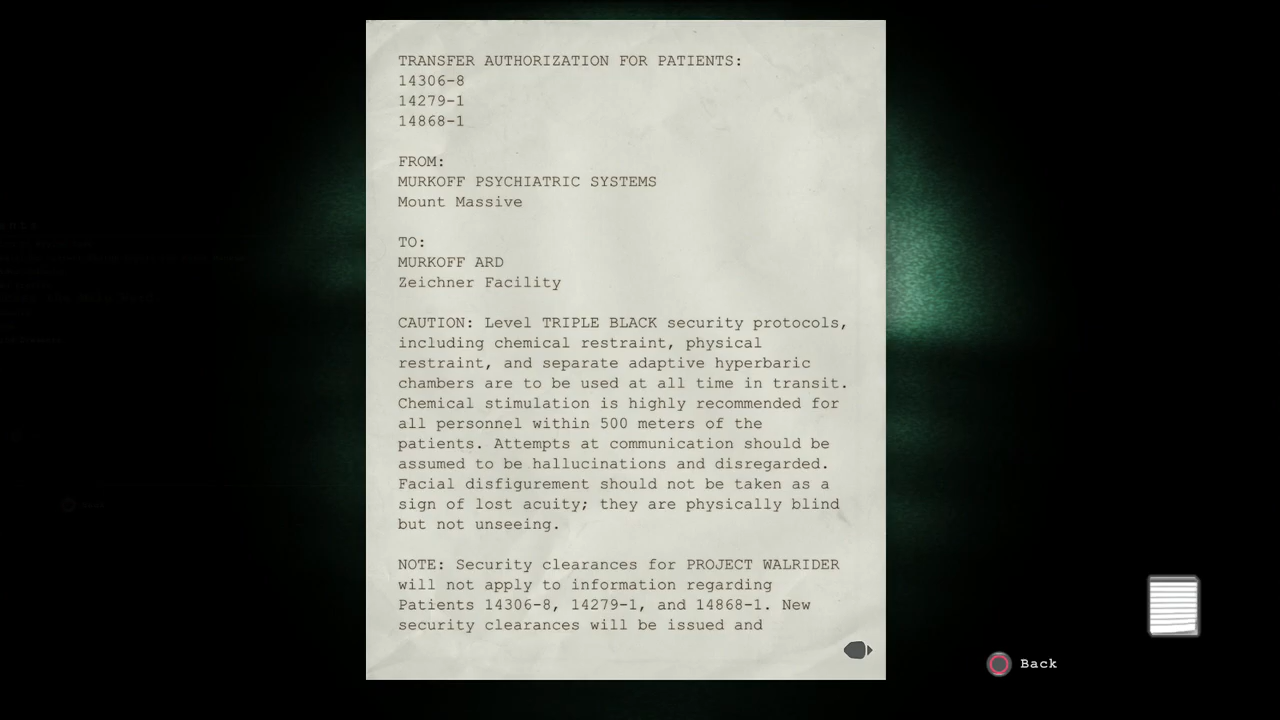 TRANSFER AUTHORIZATION FOR PATIENTS:
14306-8
14279-1
14868-1
FROM:
MURKOFF PSYCHIATRIC SYSTEMS
Mount Massive
TO:
MURKOFF ARD
Zeichner Facility
CAUTION: Level TRIPLE BLACK security protocols,
including chemical restraint, physical
restraint, and separate adaptive hyperbaric
chambers are to be used at all time in transit.
Chemical stimulation is highly recommended for
all personnel within 500 meters of the
patients. Attempts at communication should be
assumed to be hallucinations and disregarded.
Facial disfigurement should not be taken as a
sign of lost acuity; they are physically blind
but not unseeing.
NOTE: Security clearances for PROJECT WALRIDER
will not apply to information regarding
Patients 14306-8, 14279-1, and 14868-1. New
security clearances will be issued and
Back